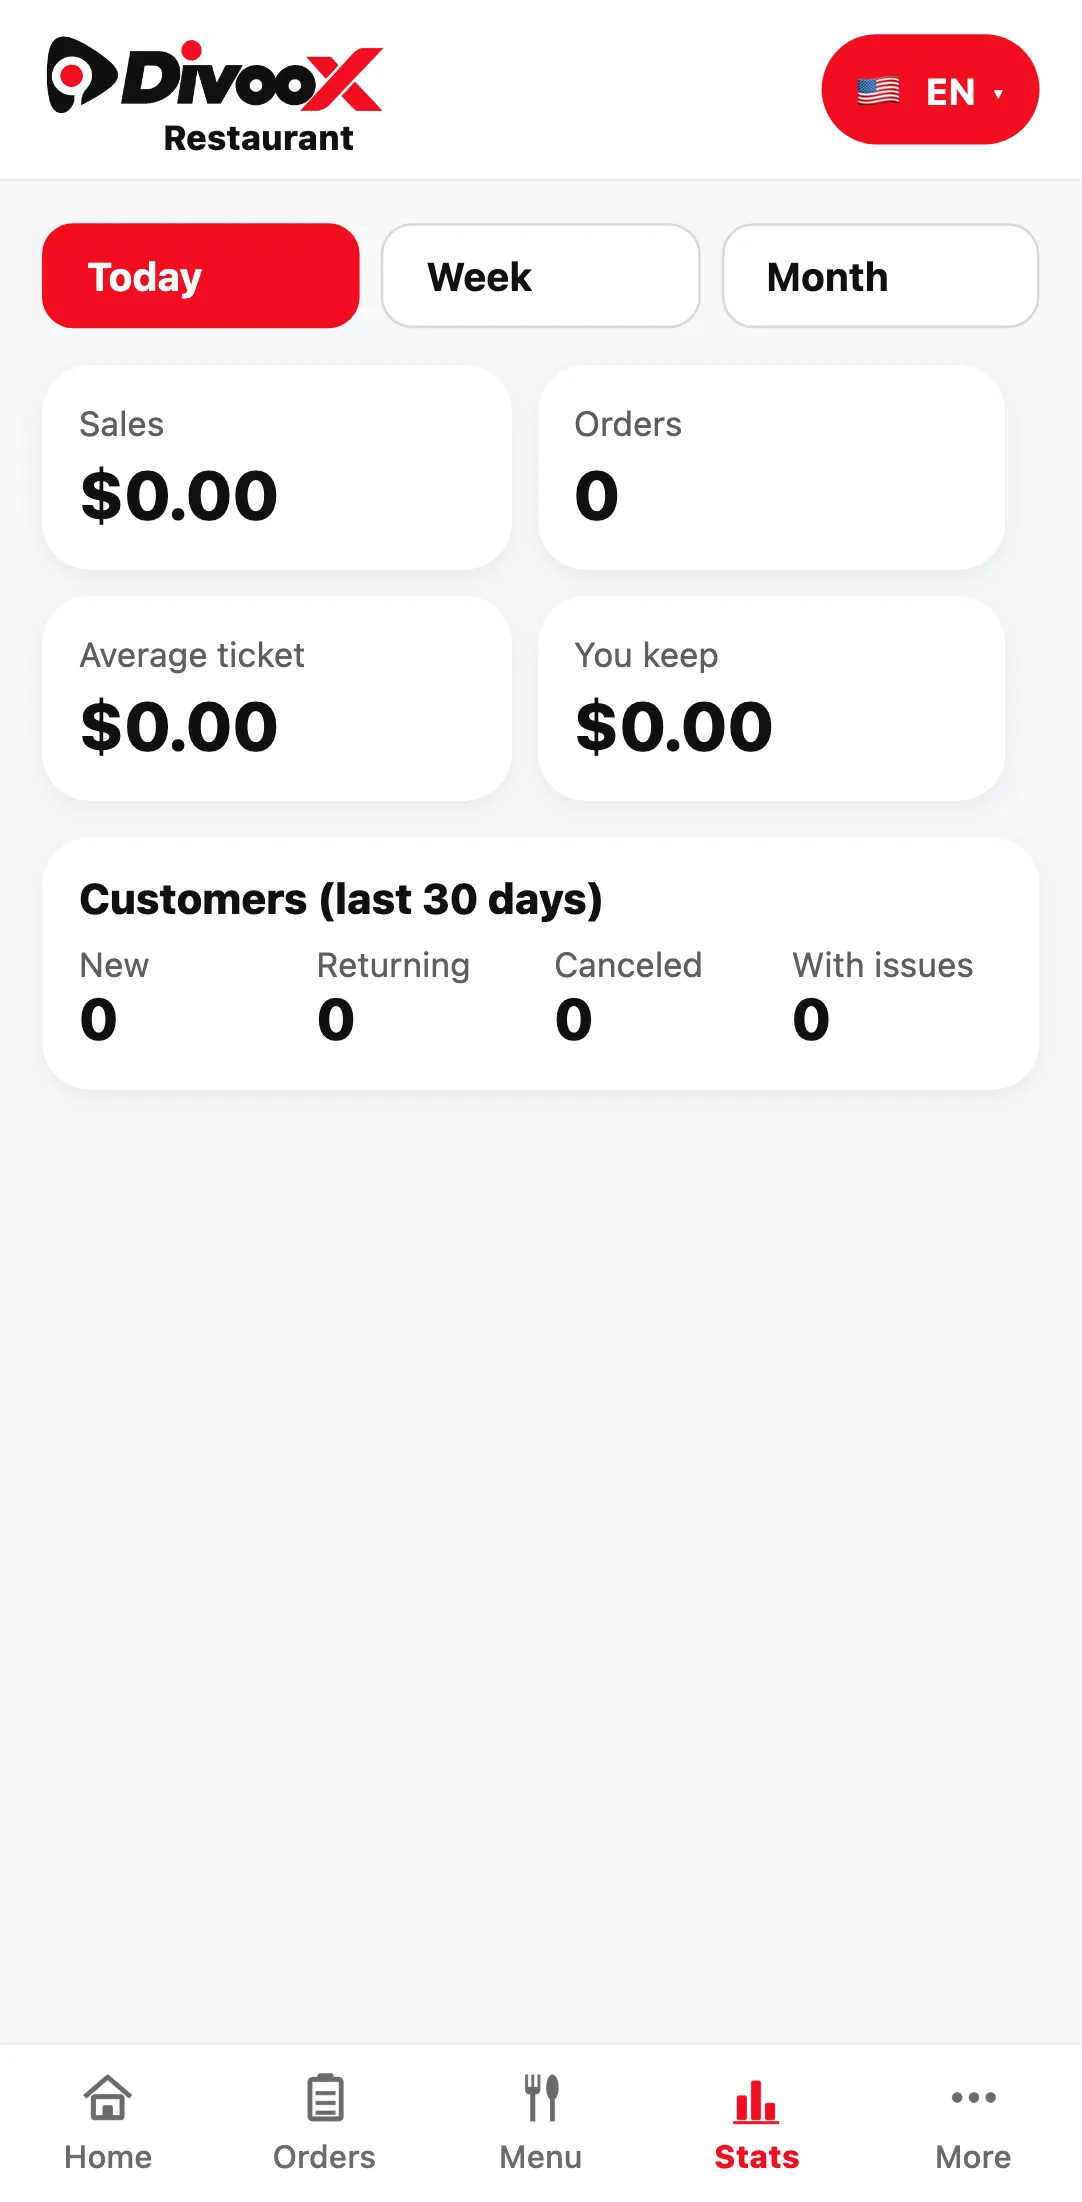 DivooX
Restaurant
EN
Today
Week
Month
Sales
$0.00
Orders
0
Average ticket
$0.00
You keep
$0.00
Customers (last 30 days)
New
0
Returning
0
Canceled
0
With issues
0
Home
Orders
Menu
Stats
More